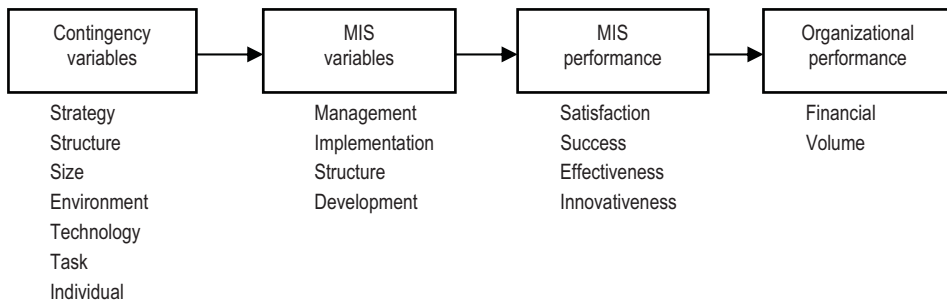 Contingency
variables
MIS
variables
MIS
performance
Organizational
performance
Strategy
Structure
Size
Environment
Technology
Task
Individual
Management
Implementation
Structure
Development
Satisfaction
Success
Effectiveness
Innovativeness
Financial
Volume